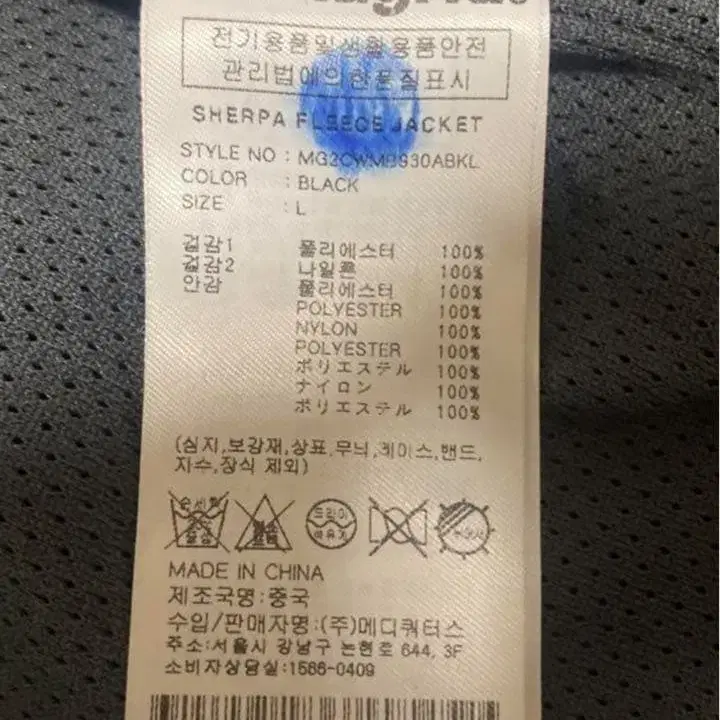 전기용품및생활용품안전
관리법에의한품질표시
SHERPA FLEECE JACKET
STYLE NO : MG2CWMB930ABKL
COLOR : BLACK
SIZE : L
겉감1 폴리에스터 100%
겉감2 나일론 100%
안감 폴리에스터 100%
POLYESTER 100%
NYLON 100%
POLYESTER 100%
ポリエステル 100%
ナイロン 100%
ポリエステル 100%
(심지,보강재,상표,무늬,레이스,밴드,
자수,장식 제외)
드라이
MADE IN CHINA
제조국명:중국
수입/판매자명:(주)메디쿼터스
주소:서울시 강남구 논현로 644, 3F
소비자상담실:1566-0409